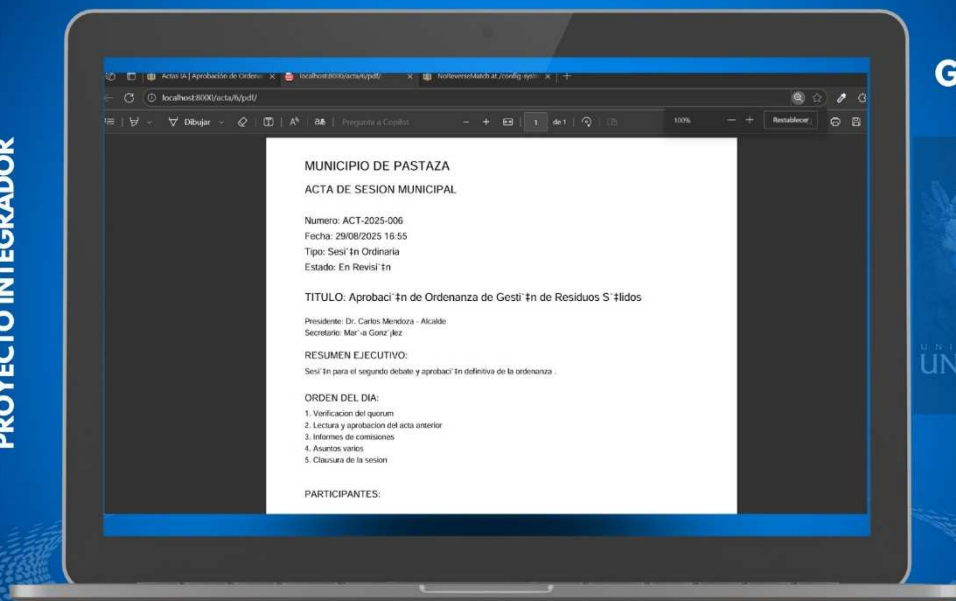 PROYECTO INTEGRADOR
G
Actas IA | Aprobación de Ordena
localhost:8000/acta/6/pdf/
NoReverseMatch at /config-syste
localhost:8000/acta/6/pdf/
Dibujar
Pregunta a Copilot
1 de 1
100%
Restablecer
MUNICIPIO DE PASTAZA
ACTA DE SESION MUNICIPAL
Numero: ACT-2025-006
Fecha: 29/08/2025 16:55
Tipo: Sesi¨‡n Ordinaria
Estado: En Revisi¨‡n
TITULO: Aprobaci¨‡n de Ordenanza de Gesti¨‡n de Residuos S¨‡lidos
Presidente: Dr. Carlos Mendoza - Alcalde
Secretario: Mar¨ªa Gonz¨¢lez
RESUMEN EJECUTIVO:
Sesi¨‡n para el segundo debate y aprobaci¨‡n definitiva de la ordenanza .
ORDEN DEL DIA:
1. Verificacion del quorum
2. Lectura y aprobacion del acta anterior
3. Informes de comisiones
4. Asuntos varios
5. Clausura de la sesion
PARTICIPANTES:
UNI
UN